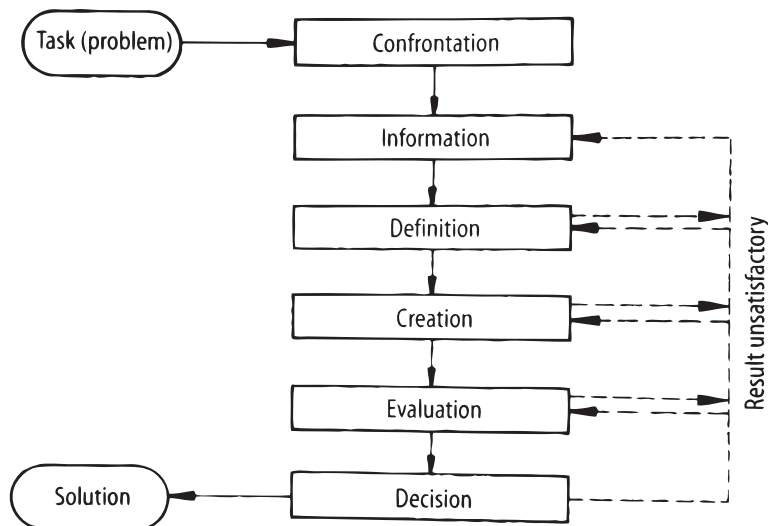 Task (problem)
Confrontation
Information
Definition
Creation
Evaluation
Decision
Solution
Result unsatisfactory